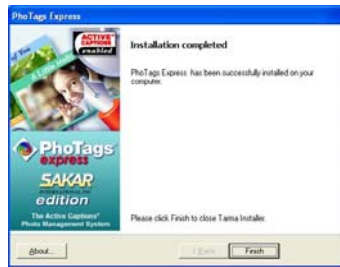 PhoTags Express
ACTIVE
CAPTIONS
enabled
Installation completed
PhoTags Express has been successfully installed on your
computer.
PhoTags
express
SAKAR
edition
The Active Captions®
Photo Management System
Please click Finish to close Tarma Installer.
About...
< Back
Finish